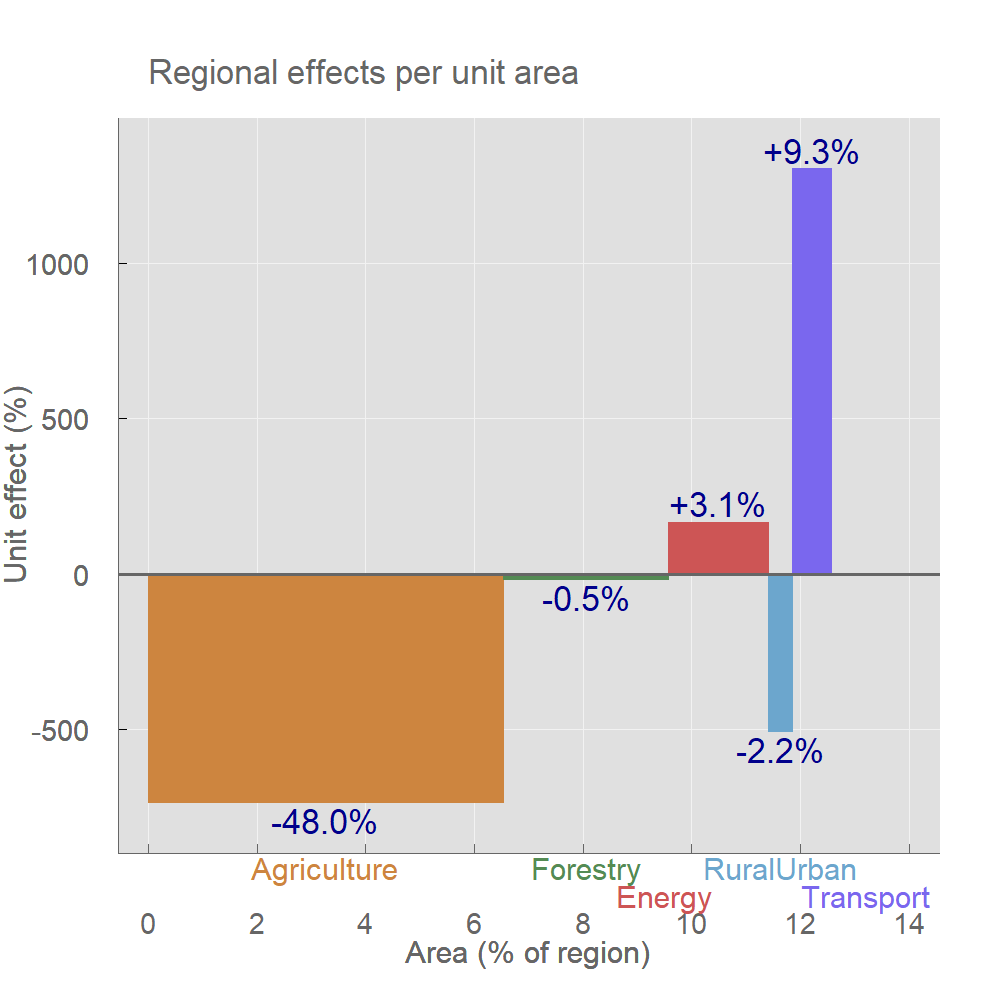 Regional effects per unit area
+9.3%
1000
500
+3.1%
Unit effect (%)
0
-0.5%
-500
-2.2%
-48.0%
Agriculture Forestry RuralUrban
Energy Transport
0 2 4 6 8 10 12 14
Area (% of region)